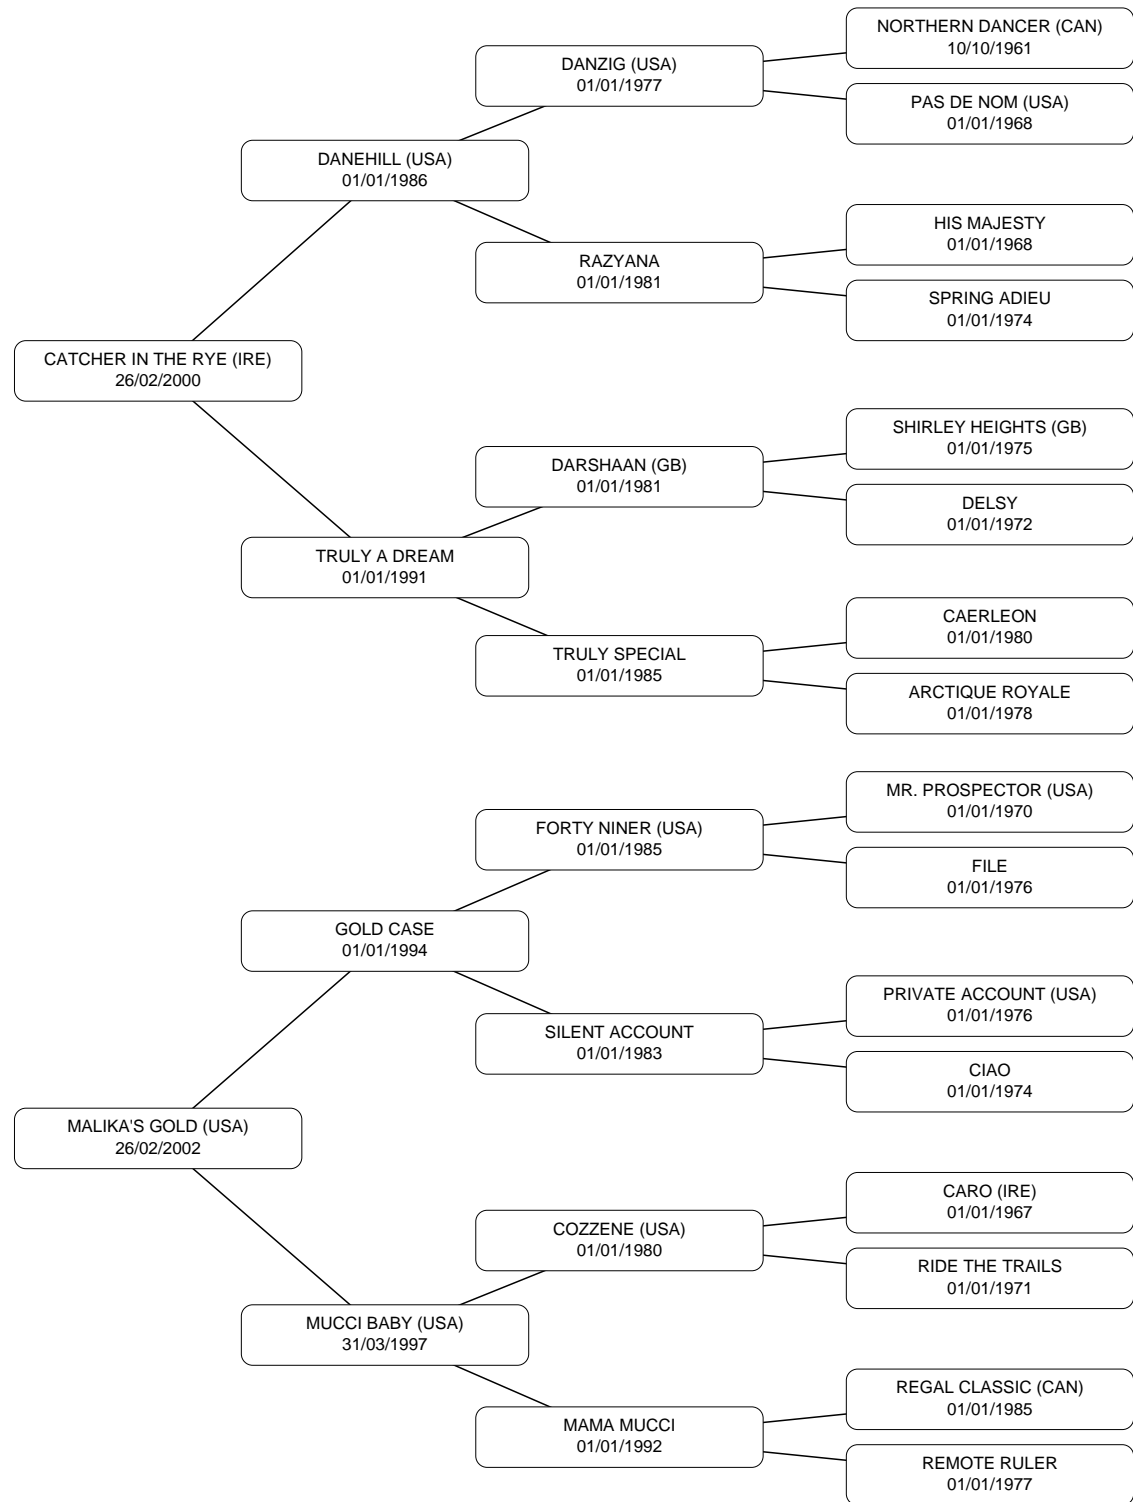 NORTHERN DANCER (CAN)
10/10/1961
DANZIG (USA)
01/01/1977
PAS DE NOM (USA)
01/01/1968
DANEHILL (USA)
01/01/1986
HIS MAJESTY
01/01/1968
RAZYANA
01/01/1981
SPRING ADIEU
01/01/1974
CATCHER IN THE RYE (IRE)
26/02/2000
SHIRLEY HEIGHTS (GB)
01/01/1975
DARSHAAN (GB)
01/01/1981
DELSY
01/01/1972
TRULY A DREAM
01/01/1991
CAERLEON
01/01/1980
TRULY SPECIAL
01/01/1985
ARCTIQUE ROYALE
01/01/1978
MR. PROSPECTOR (USA)
01/01/1970
FORTY NINER (USA)
01/01/1985
FILE
01/01/1976
GOLD CASE
01/01/1994
PRIVATE ACCOUNT (USA)
01/01/1976
SILENT ACCOUNT
01/01/1983
CIAO
01/01/1974
MALIKA'S GOLD (USA)
26/02/2002
CARO (IRE)
01/01/1967
COZZENE (USA)
01/01/1980
RIDE THE TRAILS
01/01/1971
MUCCI BABY (USA)
31/03/1997
REGAL CLASSIC (CAN)
01/01/1985
MAMA MUCCI
01/01/1992
REMOTE RULER
01/01/1977